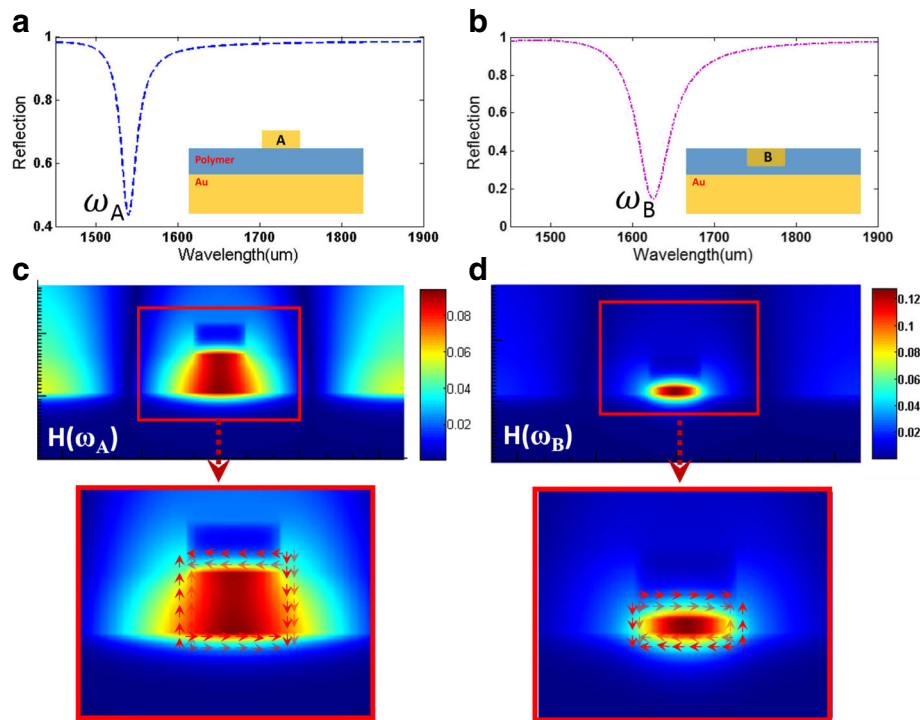 a
1
0.8
0.6
0.4
Reflection
1500 1600 1700 1800 1900
Wavelength(um)
ω_A
A
Polymer
Au
b
1
0.8
0.6
0.4
0.2
0
Reflection
1500 1600 1700 1800 1900
Wavelength(um)
ω_B
B
Au
c
H(ω_A)
0.08
0.06
0.04
0.02
d
H(ω_B)
0.12
0.10
0.08
0.06
0.04
0.02